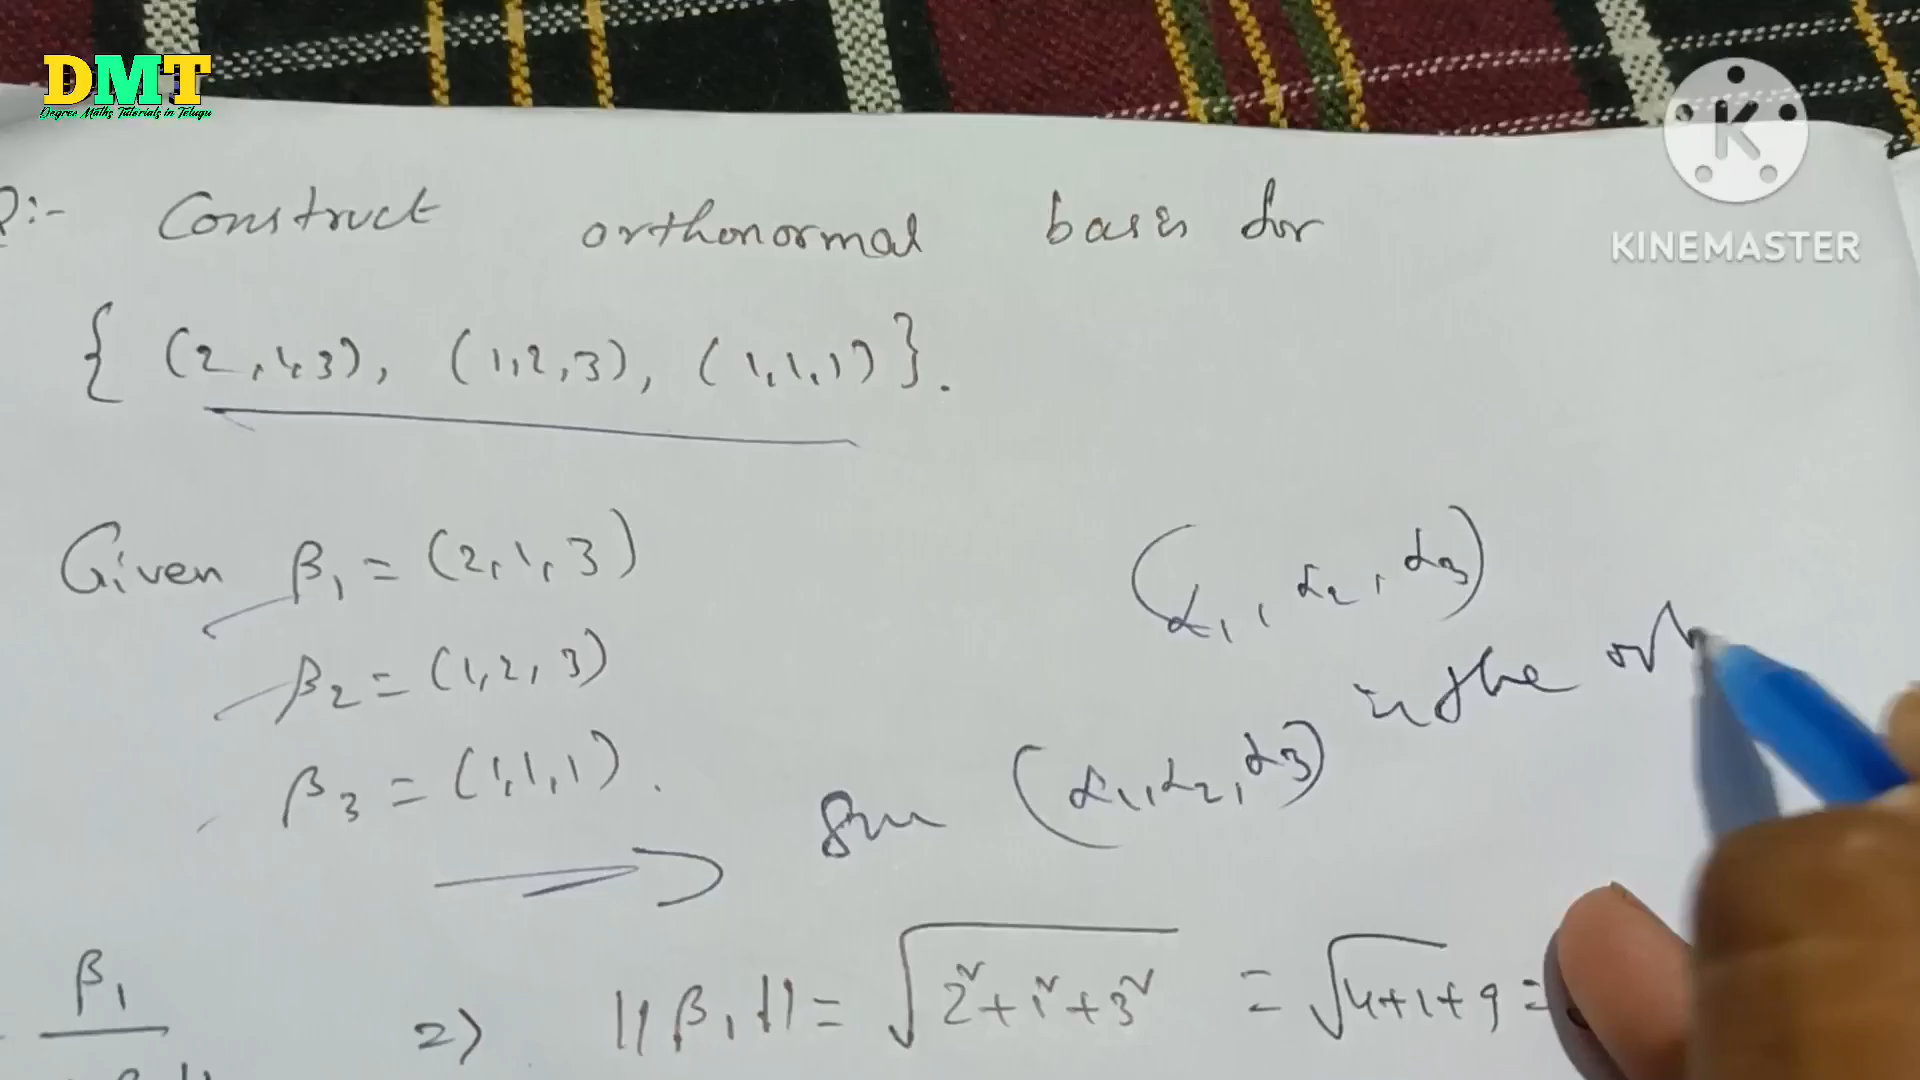 DMT
Degree Maths Tutorials in Telugu
KINEMASTER
Q:- Construct orthonormal basis for
{ (2,1,3), (1,2,3), (1,1,1) }.
Given β₁ = (2,1,3)
β₂ = (1,2,3)
β₃ = (1,1,1).
(α₁, α₂, α₃)
(α₁, α₂, α₃) is the
β₁
2) ||β₁|| = √2²+1²+3² = √4+1+9 =